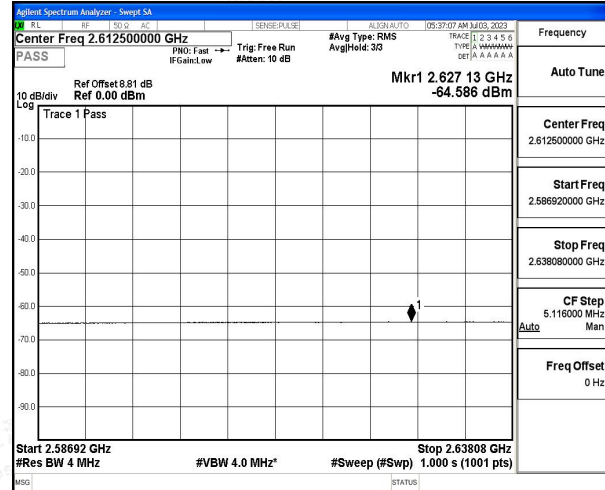 Agilent Spectrum Analyzer - Swept SA
RL RF 50 Ω AC SENSE:PULSE ALIGN AUTO 05:37:07 AM Jul 03, 2023
Center Freq 2.612500000 GHz
PASS
PNO: Fast
IFGain:Low
Trig: Free Run
#Atten: 10 dB
#Avg Type: RMS
Avg|Hold: 3/3
TRACE 1 2 3 4 5 6
TYPE A WWWWW
DET A A A A A A
Frequency
Mkr1 2.627 13 GHz
-64.586 dBm
Ref Offset 8.81 dB
10 dB/div Ref 0.00 dBm
Log
Trace 1 Pass
-10.0
-20.0
-30.0
-40.0
-50.0
-60.0
-70.0
-80.0
-90.0
1
Start 2.58692 GHz Stop 2.63808 GHz
#Res BW 4 MHz #VBW 4.0 MHz* #Sweep (#Swp) 1.000 s (1001 pts)
MSG STATUS
Auto Tune
Center Freq
2.612500000 GHz
Start Freq
2.586920000 GHz
Stop Freq
2.638080000 GHz
CF Step
5.116000 MHz
Auto Man
Freq Offset
0 Hz